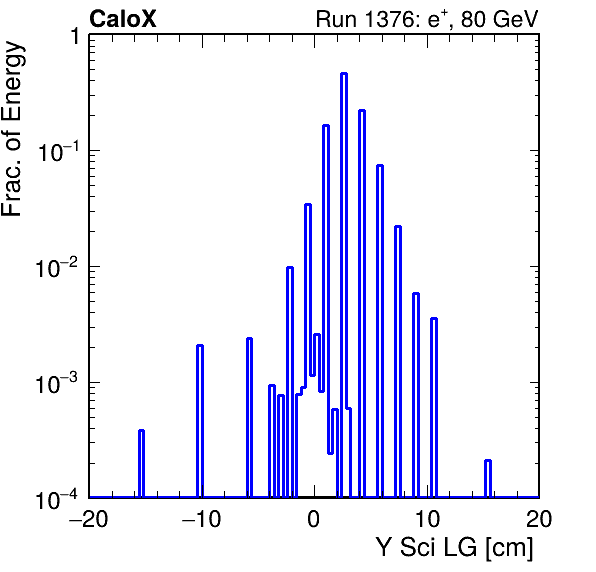 CaloX Run 1376: e⁺, 80 GeV
Frac. of Energy
1
10⁻¹
10⁻²
10⁻³
10⁻⁴
−20 −10 0 10 20
Y Sci LG [cm]